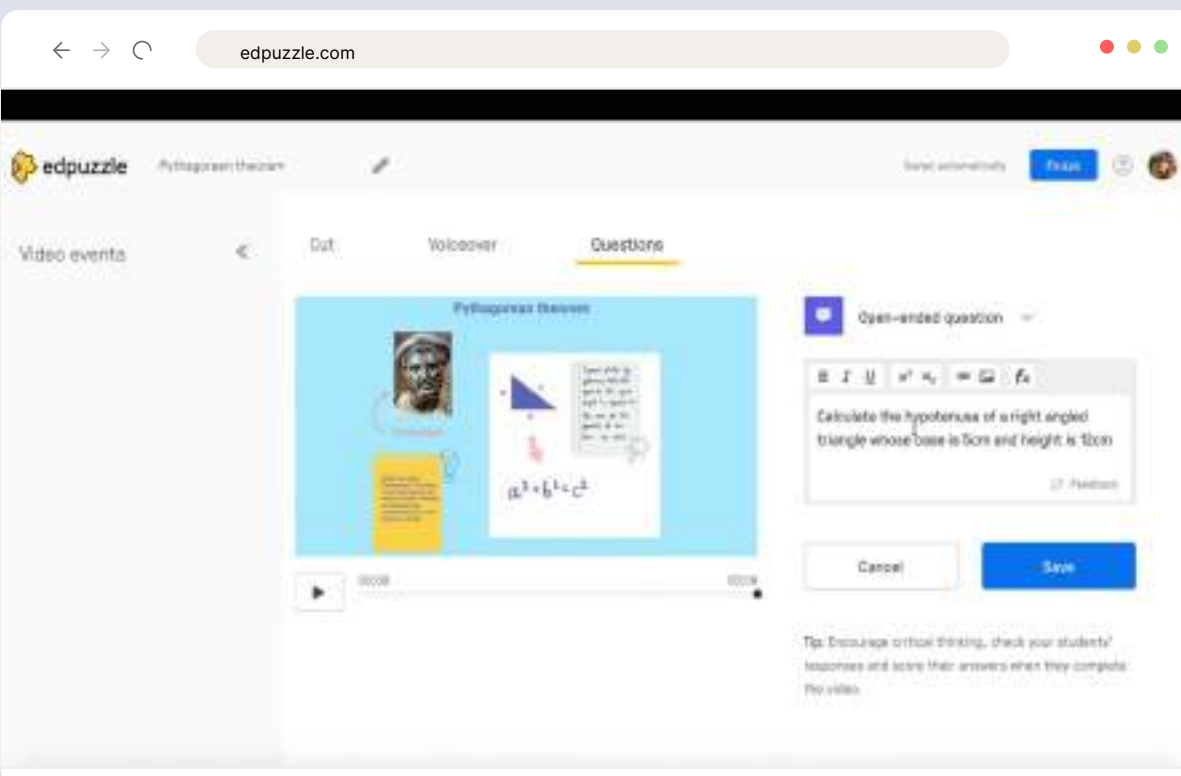 edpuzzle.com
edpuzzle
Pythagorean theorem
Saved automatically
Finish
Video events
Cut
Voiceover
Questions
Pythagorean theorem
a² + b² = c²
Open-ended question
B I U
fx
Calculate the hypotenuse of a right angled
triangle whose base is 5cm and height is 12cm
Feedback
Cancel
Save
Tip: Encourage critical thinking, check your students'
responses and score their answers when they complete
the video.